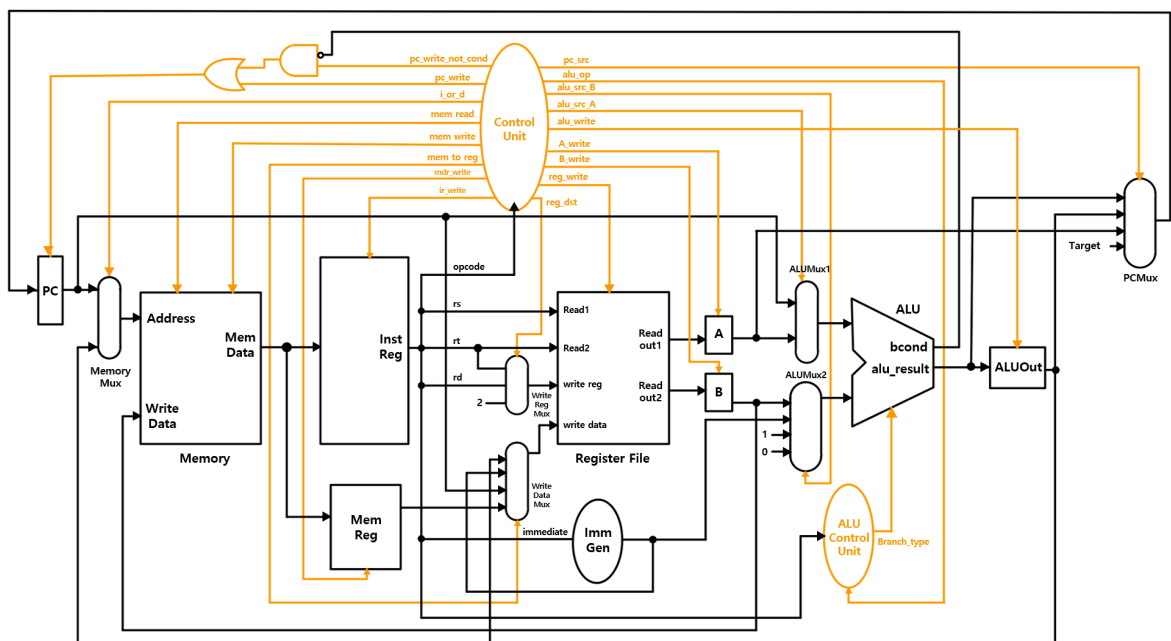 pc_write_not_cond
pc_src
alu_op
pc_write
alu_src_B
i_or_d
alu_src_A
mem read
Control
Unit
alu_write
mem write
A_write
mem to reg
B_write
mdr_write
reg_write
ir_write
reg_dst
Target
PCMux
opcode
ALUMux1
PC
rs
Read1
ALU
Address
Mem
Data
Inst
Reg
rt
Read2
Read
out1
A
bcond
alu_result
ALUOut
Memory
Mux
rd
write reg
Read
out2
B
ALUMux2
2
Write
Reg
Mux
Write
Data
write data
1
0
Memory
Register File
Write
Data
Mux
Mem
Reg
immediate
Imm
Gen
ALU
Control
Unit
Branch_type